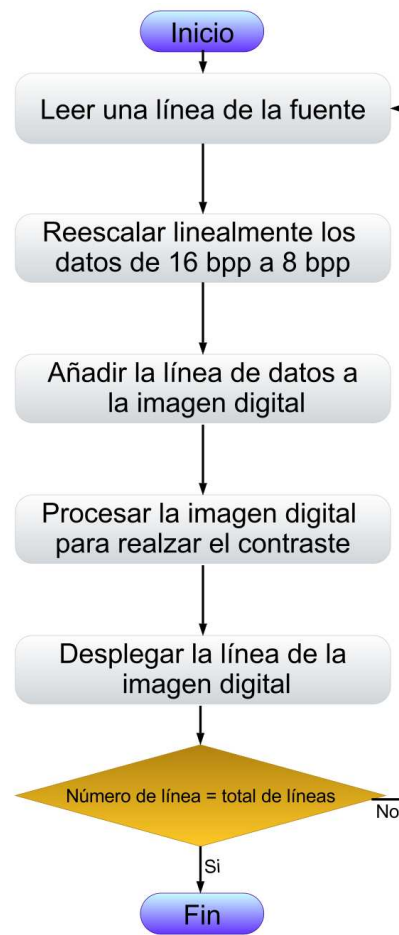 Inicio
Leer una línea de la fuente
Reescalar linealmente los
datos de 16 bpp a 8 bpp
Añadir la línea de datos a
la imagen digital
Procesar la imagen digital
para realzar el contraste
Desplegar la línea de la
imagen digital
Número de línea = total de líneas
No
Si
Fin